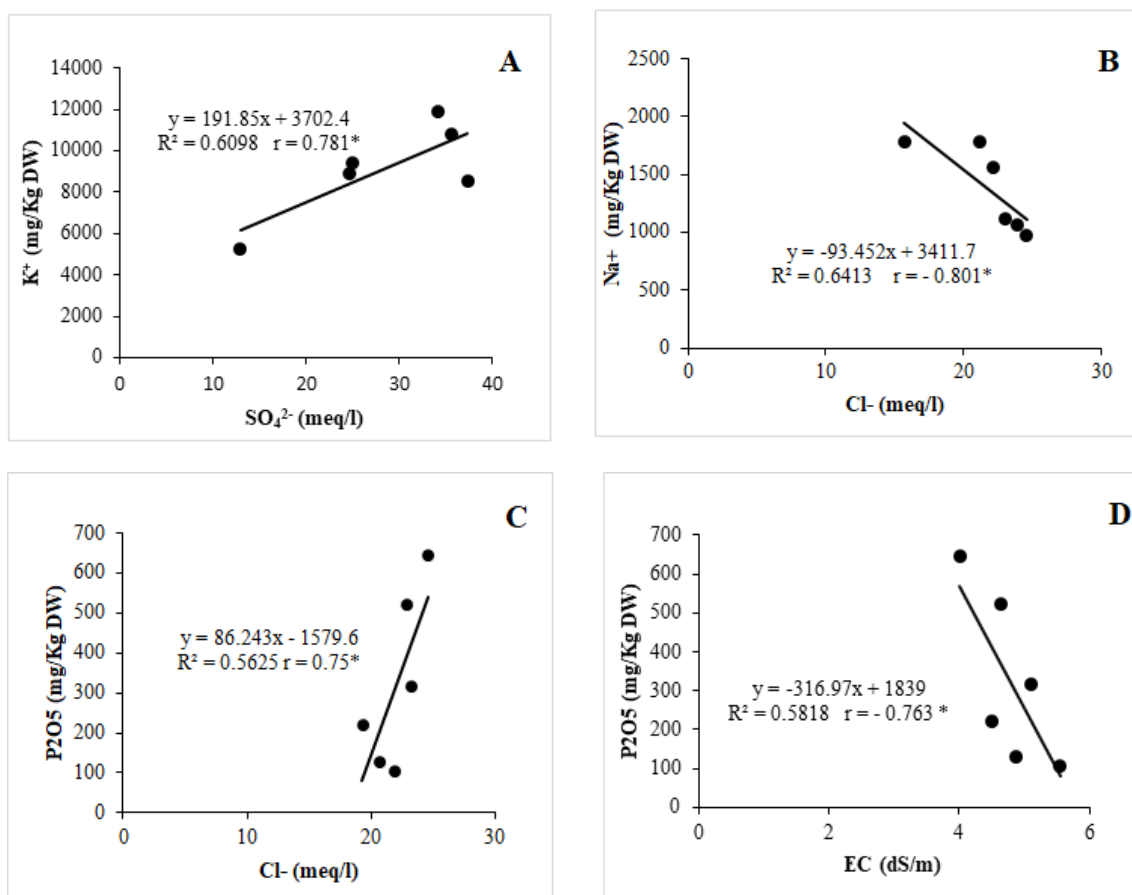 A
K⁺ (mg/Kg DW)
14000
12000
10000
8000
6000
4000
2000
0
y = 191.85x + 3702.4
R² = 0.6098 r = 0.781*
0 10 20 30 40
SO₄²⁻ (meq/l)
B
Na+ (mg/Kg DW)
2500
2000
1500
1000
500
0
y = -93.452x + 3411.7
R² = 0.6413 r = - 0.801*
0 10 20 30
Cl- (meq/l)
C
P2O5 (mg/Kg DW)
700
600
500
400
300
200
100
0
y = 86.243x - 1579.6
R² = 0.5625 r = 0.75*
0 10 20 30
Cl- (meq/l)
D
P2O5 (mg/Kg DW)
700
600
500
400
300
200
100
0
y = -316.97x + 1839
R² = 0.5818 r = - 0.763 *
0 2 4 6
EC (dS/m)